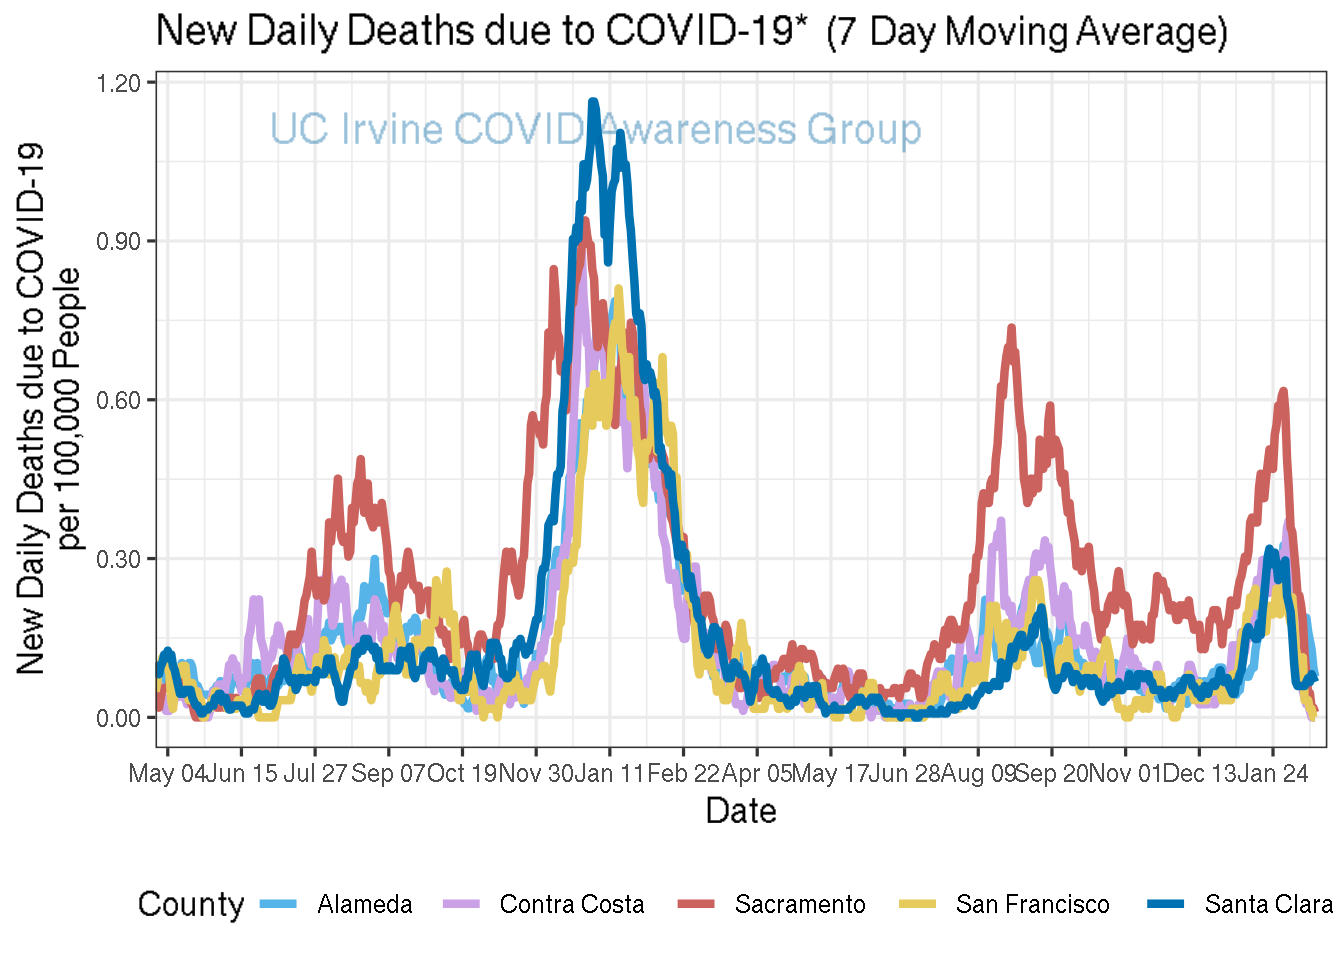 New Daily Deaths due to COVID-19* (7 Day Moving Average)
UC Irvine COVID Awareness Group
New Daily Deaths due to COVID-19
per 100,000 People
1.20
0.90
0.60
0.30
0.00
May 04 Jun 15 Jul 27 Sep 07 Oct 19 Nov 30 Jan 11 Feb 22 Apr 05 May 17 Jun 28 Aug 09 Sep 20 Nov 01 Dec 13 Jan 24
Date
County Alameda Contra Costa Sacramento San Francisco Santa Clara